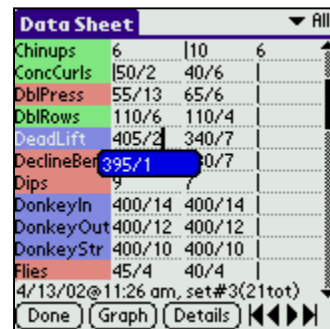 Data Sheet All
Chinups 6 |10 6
ConcCurls |50/2 40/6 |
DblPress 55/13 65/6 |
DblRows 110/6 110/4 |
DeadLift 405/2 340/7 |
395/1 0/7 |
Dips 9 7 |
DonkeyIn 400/14 400/14 |
DonkeyOut 400/12 400/12 |
DonkeyStr 400/10 400/10 |
Flies 45/4 40/4 |
4/13/02@11:26 am, set#3(21tot)
Done Graph Details